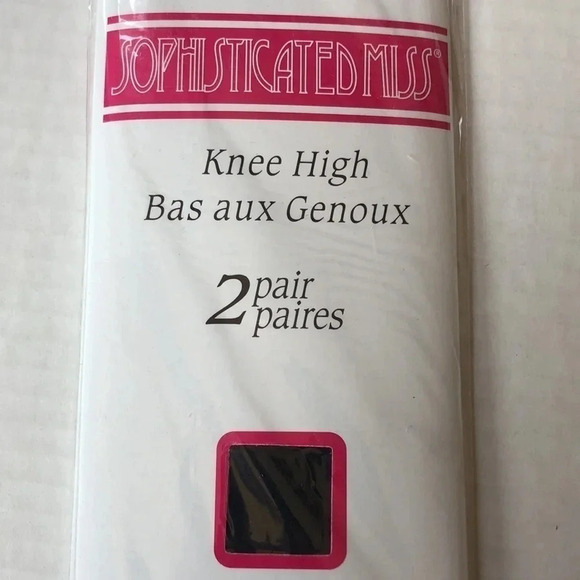 SOPHISTICATED MISS®
Knee High
Bas aux Genoux
2 pair
paires